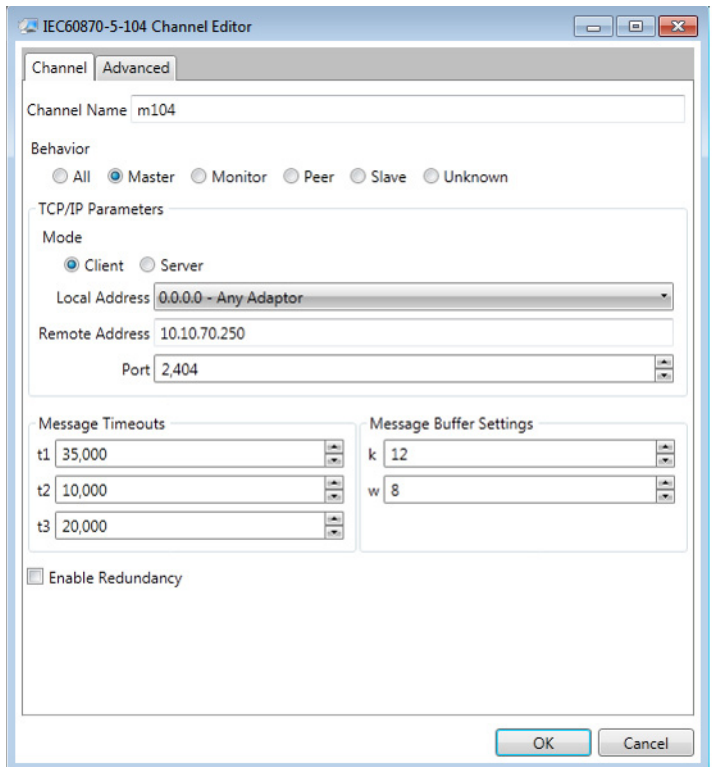 IEC60870-5-104 Channel Editor
Channel Advanced
Channel Name m104
Behavior
All Master Monitor Peer Slave Unknown
TCP/IP Parameters
Mode
Client Server
Local Address 0.0.0.0 - Any Adaptor
Remote Address 10.10.70.250
Port 2,404
Message Timeouts
t1 35,000
t2 10,000
t3 20,000
Message Buffer Settings
k 12
w 8
Enable Redundancy
OK Cancel